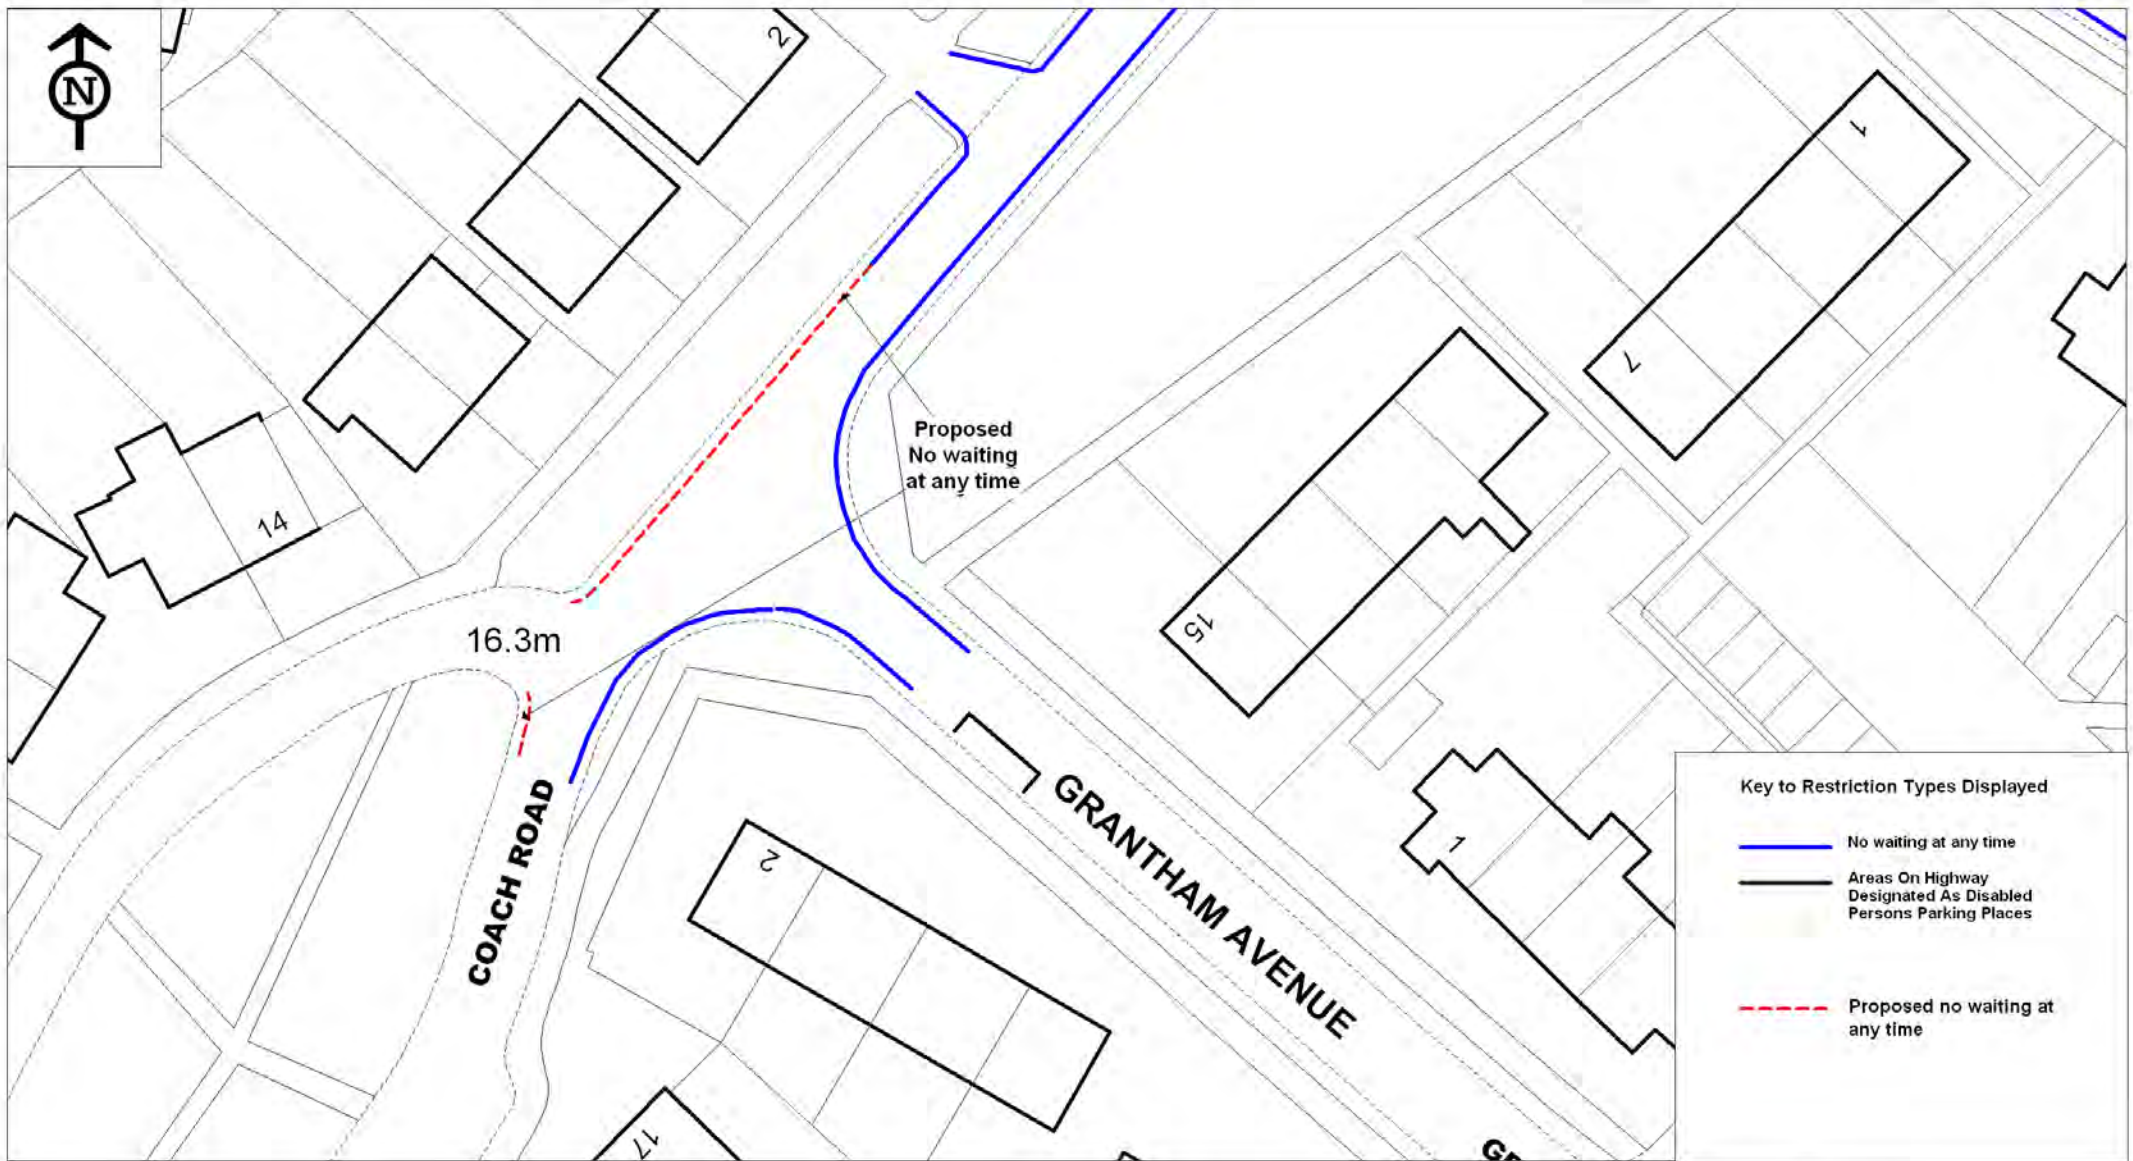 N
2
1
7
Proposed
No waiting
at any time
14
15
16.3m
COACH ROAD
GRANTHAM AVENUE
2
1
17
Key to Restriction Types Displayed
No waiting at any time
Areas On Highway
Designated As Disabled
Persons Parking Places
Proposed no waiting at
any time